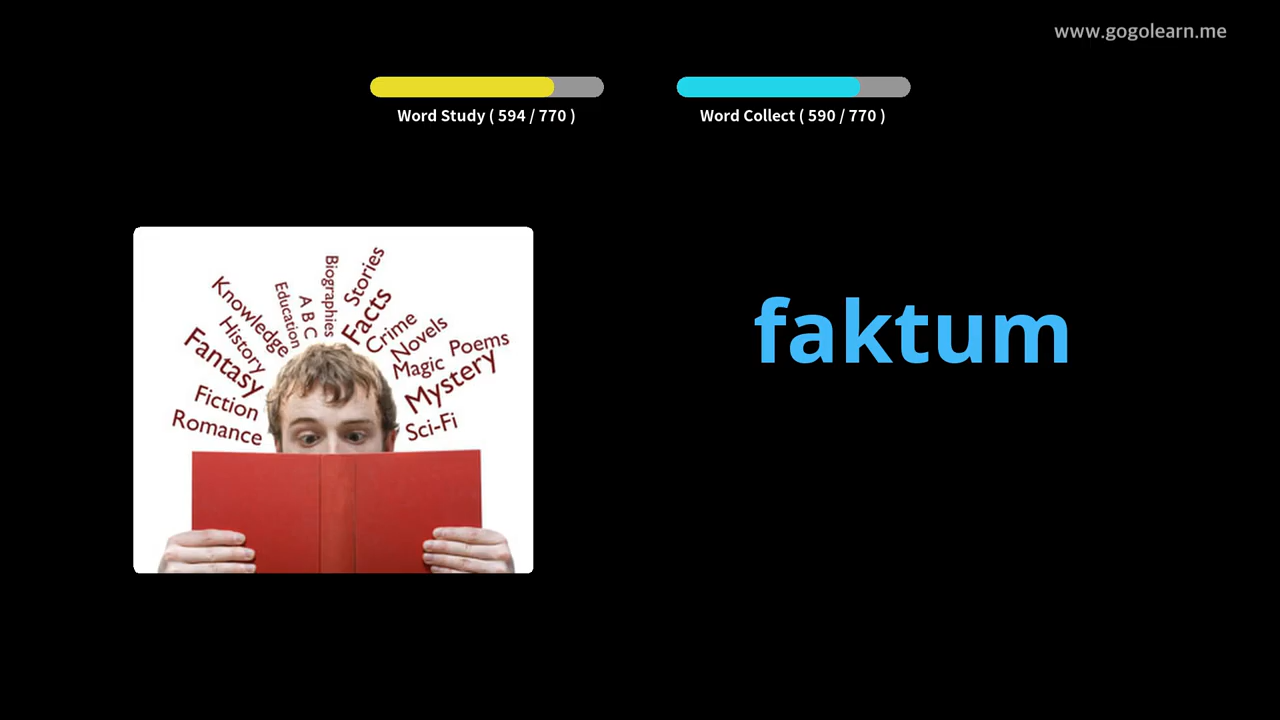 www.gogolearn.me
Word Study ( 594 / 770 )
Word Collect ( 590 / 770 )
faktum
Romance
Fiction
Fantasy
History
Knowledge
Education
A B C
Biographies
Stories
Facts
Crime
Novels
Magic
Poems
Mystery
Sci-Fi